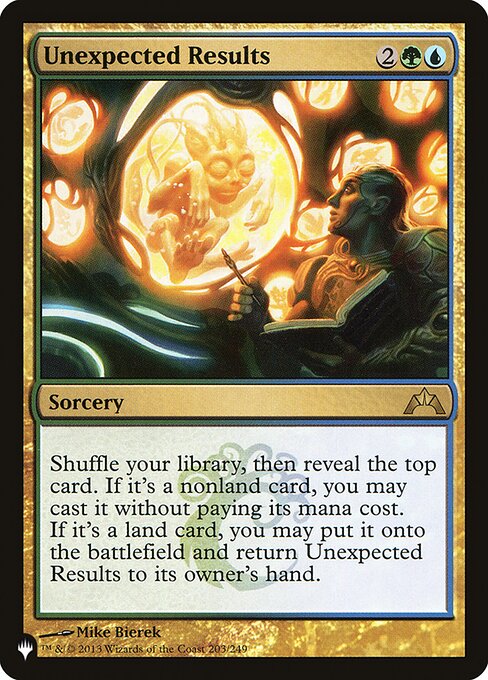 Unexpected Results 2
Sorcery
Shuffle your library, then reveal the top
card. If it's a nonland card, you may
cast it without paying its mana cost.
If it's a land card, you may put it onto
the battlefield and return Unexpected
Results to its owner's hand.
Mike Bierek
™ & © 2013 Wizards of the Coast 203/249